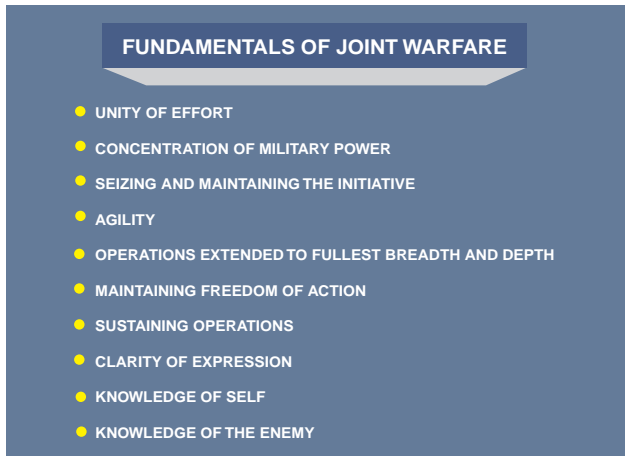 FUNDAMENTALS OF JOINT WARFARE
UNITY OF EFFORT
CONCENTRATION OF MILITARY POWER
SEIZING AND MAINTAINING THE INITIATIVE
AGILITY
OPERATIONS EXTENDED TO FULLEST BREADTH AND DEPTH
MAINTAINING FREEDOM OF ACTION
SUSTAINING OPERATIONS
CLARITY OF EXPRESSION
KNOWLEDGE OF SELF
KNOWLEDGE OF THE ENEMY